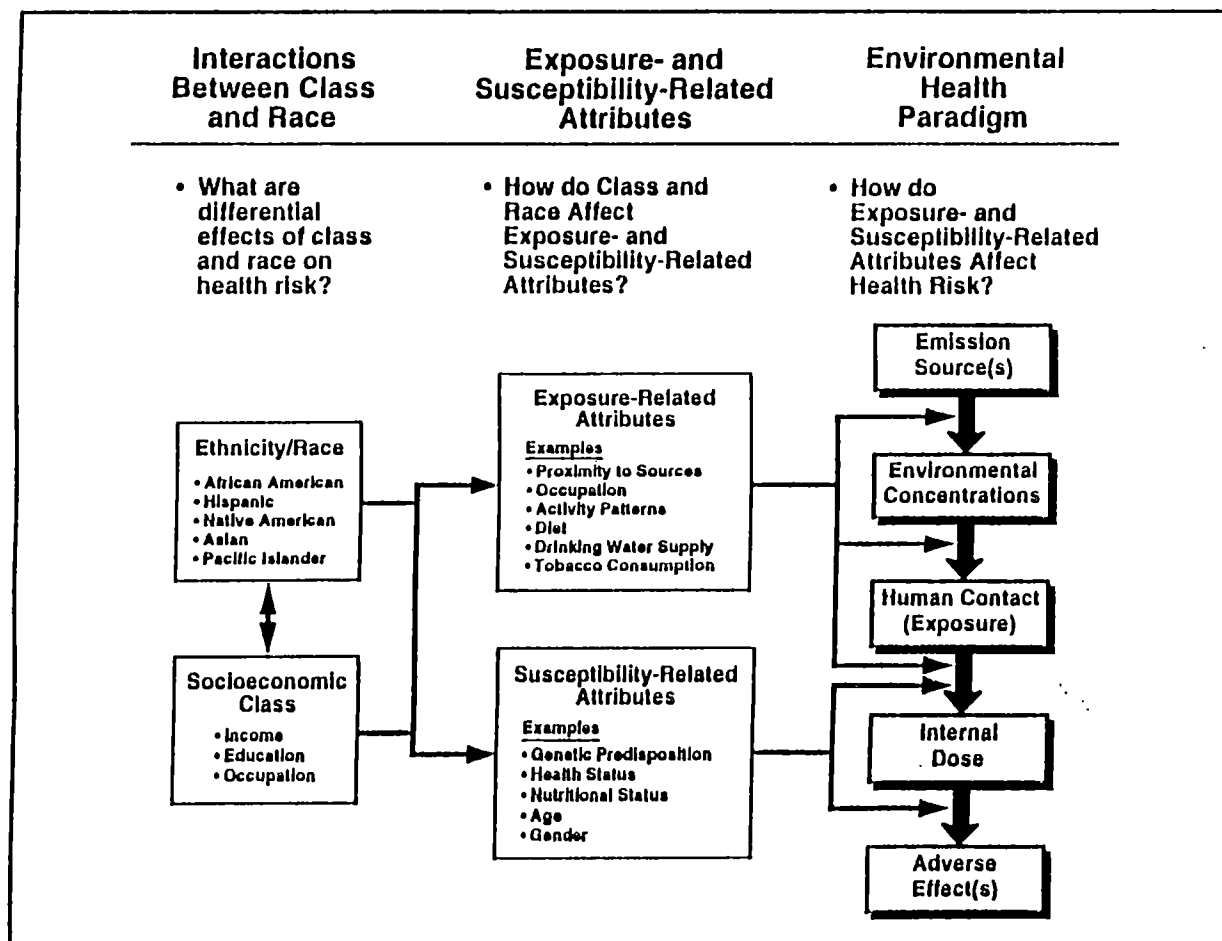 Interactions
Between Class
and Race
Exposure- and
Susceptibility-Related
Attributes
Environmental
Health
Paradigm
• What are
differential
effects of class
and race on
health risk?
• How do Class and
Race Affect
Exposure- and
Susceptibility-Related
Attributes?
• How do
Exposure- and
Susceptibility-Related
Attributes Affect
Health Risk?
Ethnicity/Race
• African American
• Hispanic
• Native American
• Asian
• Pacific Islander
Socioeconomic
Class
• Income
• Education
• Occupation
Exposure-Related
Attributes
Examples
• Proximity to Sources
• Occupation
• Activity Patterns
• Diet
• Drinking Water Supply
• Tobacco Consumption
Susceptibility-Related
Attributes
Examples
• Genetic Predisposition
• Health Status
• Nutritional Status
• Age
• Gender
Emission
Source(s)
Environmental
Concentrations
Human Contact
(Exposure)
Internal
Dose
Adverse
Effect(s)